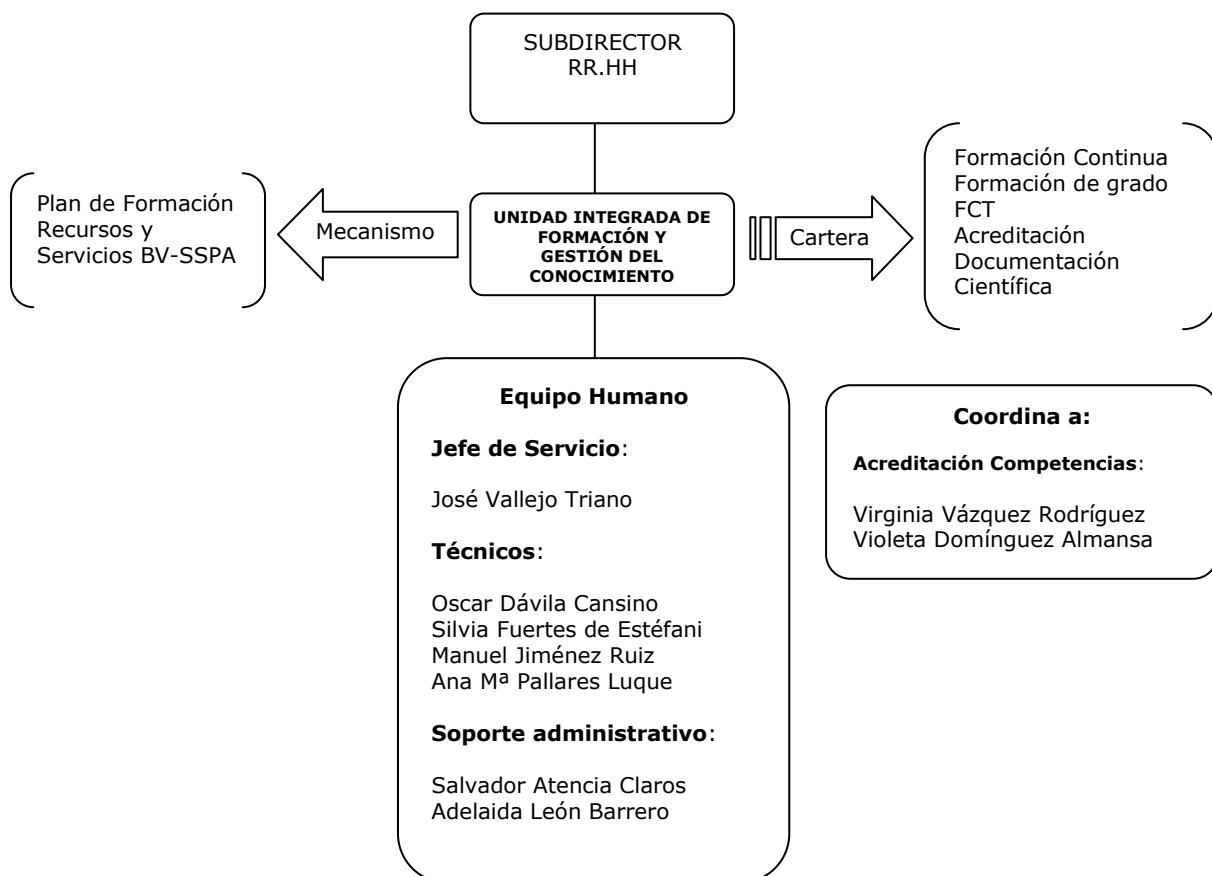 SUBDIRECTOR
RR.HH
Plan de Formación
Recursos y
Servicios BV-SSPA
Mecanismo
UNIDAD INTEGRADA DE
FORMACIÓN Y
GESTIÓN DEL
CONOCIMIENTO
Cartera
Formación Continua
Formación de grado
FCT
Acreditación
Documentación
Científica
Equipo Humano
Jefe de Servicio:
José Vallejo Triano
Técnicos:
Oscar Dávila Cansino
Silvia Fuertes de Estéfani
Manuel Jiménez Ruiz
Ana Mª Pallares Luque
Soporte administrativo:
Salvador Atencia Claros
Adelaida León Barrero
Coordina a:
Acreditación Competencias:
Virginia Vázquez Rodríguez
Violeta Domínguez Almansa